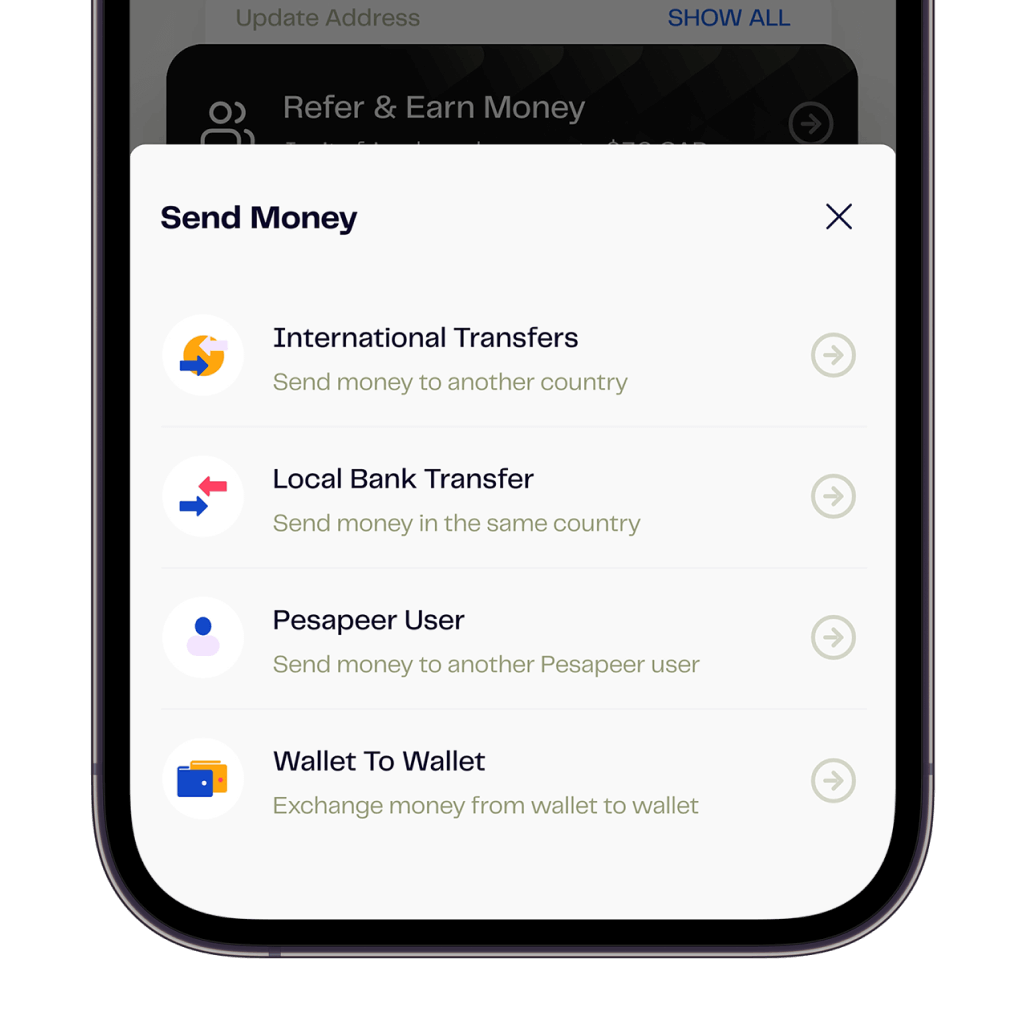 Update Address
SHOW ALL
Refer & Earn Money
Send Money
International Transfers
Send money to another country
Local Bank Transfer
Send money in the same country
Pesapeer User
Send money to another Pesapeer user
Wallet To Wallet
Exchange money from wallet to wallet